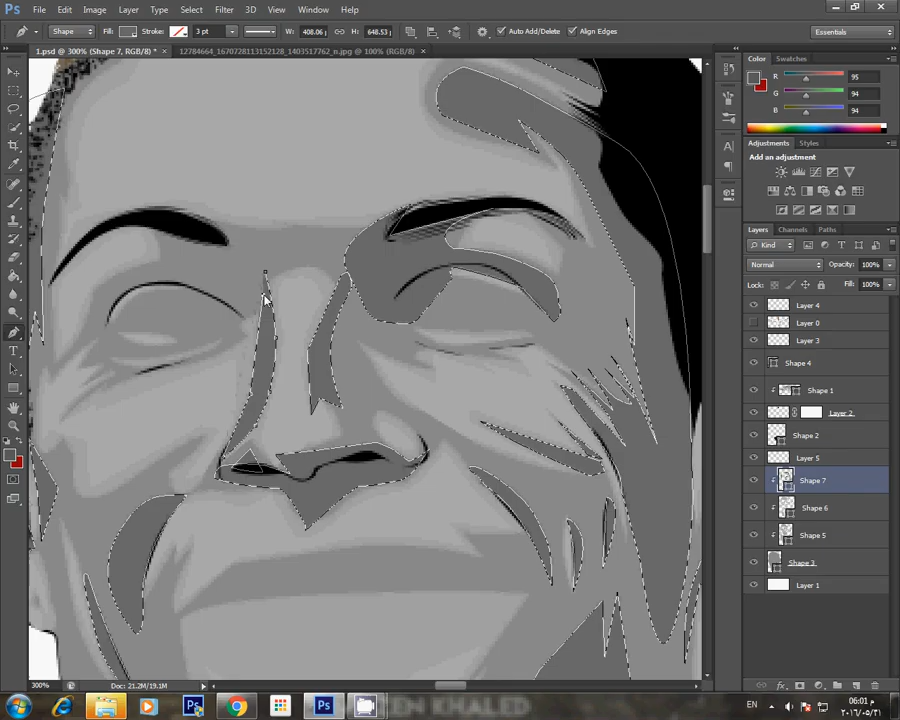 Ps File Edit Image Layer Type Select Filter 3D View Window Help
Shape Fill: Stroke: 3 pt W: 408.06 H: 648.53 Auto Add/Delete Align Edges Essentials
1.psd @ 300% (Shape 7, RGB/8) * × 12784664_1670728113152128_1403517762_n.jpg @ 100% (RGB/8*) ×
Color Swatches
R 95
G 94
B 94
Adjustments Styles
Add an adjustment
Layers Channels Paths
Kind
Normal Opacity: 100%
Lock: Fill: 100%
Layer 4
Layer 0
Layer 3
Shape 4
Shape 1
Layer 2
Shape 2
Layer 5
Shape 7
Shape 6
Shape 5
Shape 3
Layer 1
300% Doc: 21.2M/19.1M
EN 06:01 م
٢٠١٦/٠٥/٣١